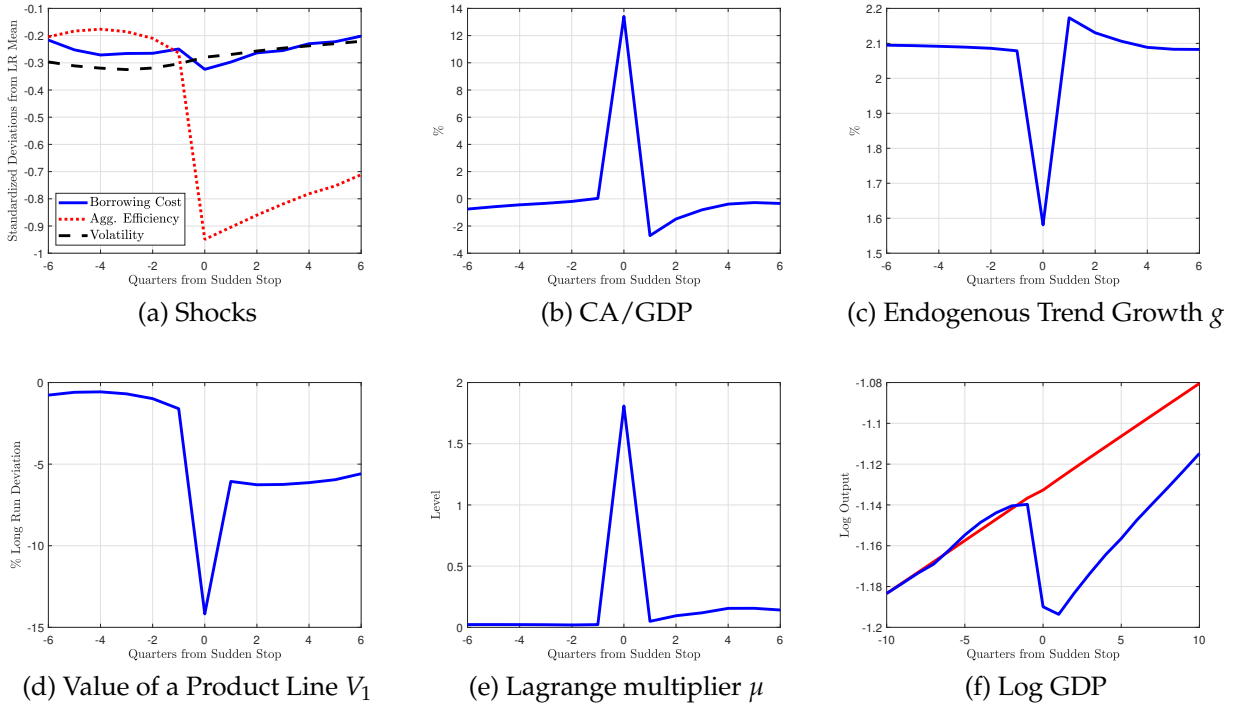 -0.1
-0.2
-0.3
-0.4
-0.5
-0.6
-0.7
-0.8
-0.9
-1
Standardized Deviations from LR Mean
Borrowing Cost
Agg. Efficiency
Volatility
-6 -4 -2 0 2 4 6
Quarters from Sudden Stop
(a) Shocks
14
12
10
8
6
4
2
0
-2
-4
%
-6 -4 -2 0 2 4 6
Quarters from Sudden Stop
(b) CA/GDP
2.2
2.1
2
1.9
1.8
1.7
1.6
1.5
%
-6 -4 -2 0 2 4 6
Quarters from Sudden Stop
(c) Endogenous Trend Growth g
0
-5
-10
-15
% Long Run Deviation
-6 -4 -2 0 2 4 6
Quarters from Sudden Stop
(d) Value of a Product Line V₁
2
1.5
1
0.5
0
Level
-6 -4 -2 0 2 4 6
Quarters from Sudden Stop
(e) Lagrange multiplier μ
-1.08
-1.1
-1.12
-1.14
-1.16
-1.18
-1.2
Log Output
-10 -5 0 5 10
Quarters from Sudden Stop
(f) Log GDP